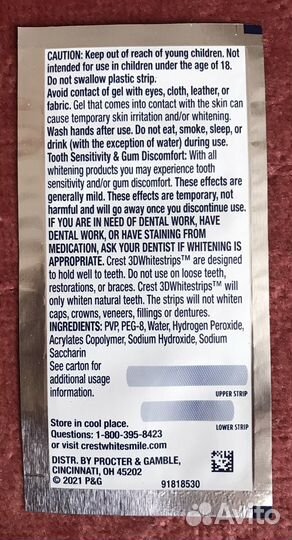 CAUTION: Keep out of reach of young children. Not
intended for use in children under the age of 18.
Do not swallow plastic strip.
Avoid contact of gel with eyes, cloth, leather, or
fabric. Gel that comes into contact with the skin can
cause temporary skin irritation and/or whitening.
Wash hands after use. Do not eat, smoke, sleep, or
drink (with the exception of water) during use.
Tooth Sensitivity & Gum Discomfort: With all
whitening products you may experience tooth
sensitivity and/or gum discomfort. These effects are
generally mild. These effects are temporary, not
harmful and will go away once you discontinue use.
IF YOU ARE IN NEED OF DENTAL WORK, HAVE
DENTAL WORK, OR HAVE STAINING FROM
MEDICATION, ASK YOUR DENTIST IF WHITENING IS
APPROPRIATE. Crest 3DWhitestrips™ are designed
to hold well to teeth. Do not use on loose teeth,
restorations, or braces. Crest 3DWhitestrips™ will
only whiten natural teeth. The strips will not whiten
caps, crowns, veneers, fillings or dentures.
INGREDIENTS: PVP, PEG-8, Water, Hydrogen Peroxide,
Acrylates Copolymer, Sodium Hydroxide, Sodium
Saccharin
See carton for
additional usage
information.
UPPER STRIP
LOWER STRIP
Store in cool place.
Questions: 1-800-395-8423
or visit crestwhitesmile.com
DISTR. BY PROCTER & GAMBLE,
CINCINNATI, OH 45202
© 2021 P&G
91818530
Avito